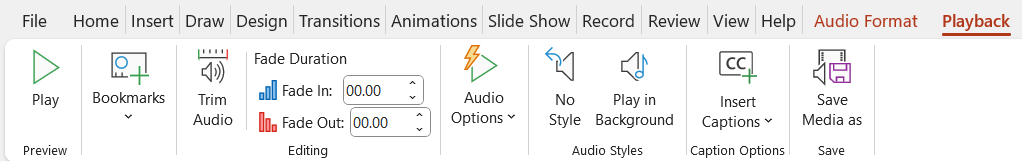 File Home Insert Draw Design Transitions Animations Slide Show Record Review View Help Audio Format Playback
Play
Bookmarks
Trim
Audio
Fade Duration
Fade In: 00.00
Fade Out: 00.00
Audio
Options
No
Style
Play in
Background
CC
Insert
Captions
Save
Media as
Preview Editing Audio Styles Caption Options Save